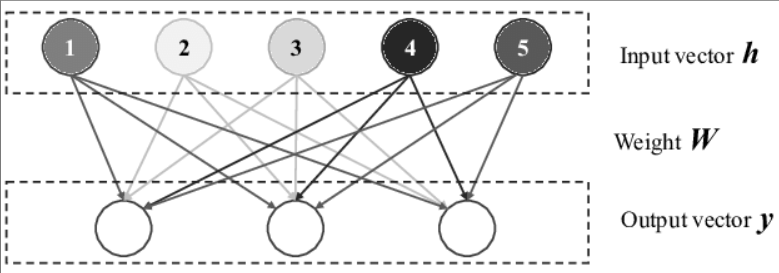 1 2 3 4 5
Input vector h
Weight W
Output vector y